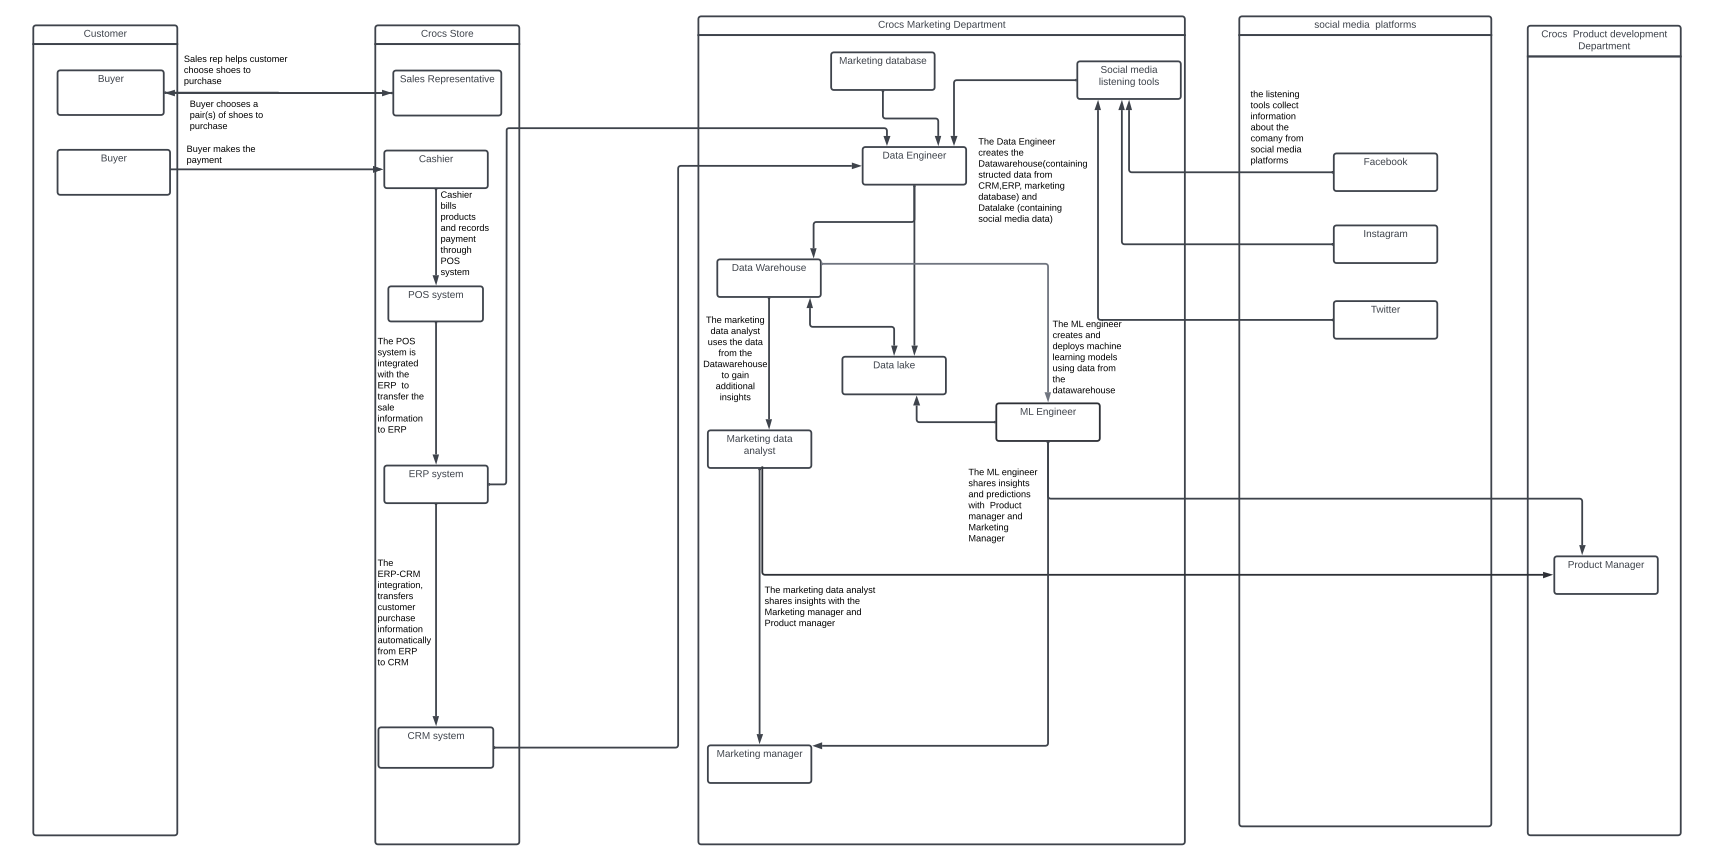 Customer
Buyer
Sales rep helps customer
choose shoes to
purchase
Buyer chooses a
pair(s) of shoes to
purchase
Buyer
Buyer makes the
payment
Crocs Store
Sales Representative
Cashier
Cashier
bills
products
and records
payment
through
POS
system
POS system
The POS
system is
integrated
with the
ERP  to
transfer the
sale
information
to ERP
ERP system
The
ERP-CRM
integration,
transfers
customer
purchase
information
automatically
from ERP
to CRM
CRM system
Crocs Marketing Department
Marketing database
Social media
listening tools
Data Engineer
The Data Engineer
creates the
Datawarehouse(containing
structed data from
CRM,ERP, marketing
database) and
Datalake (containing
social media data)
Data Warehouse
The marketing
data analyst
uses the data
from the
Datawarehouse
to gain
additional
insights
Data lake
The ML engineer
creates and
deploys machine
learning models
using data from
the
datawarehouse
ML Engineer
Marketing data
analyst
The ML engineer
shares insights
and predictions
with  Product
manager and
Marketing
Manager
The marketing data analyst
shares insights with the
Marketing manager and
Product manager
Marketing manager
social media  platforms
the listening
tools collect
information
about the
comany from
social media
platforms
Facebook
Instagram
Twitter
Crocs  Product development
Department
Product Manager